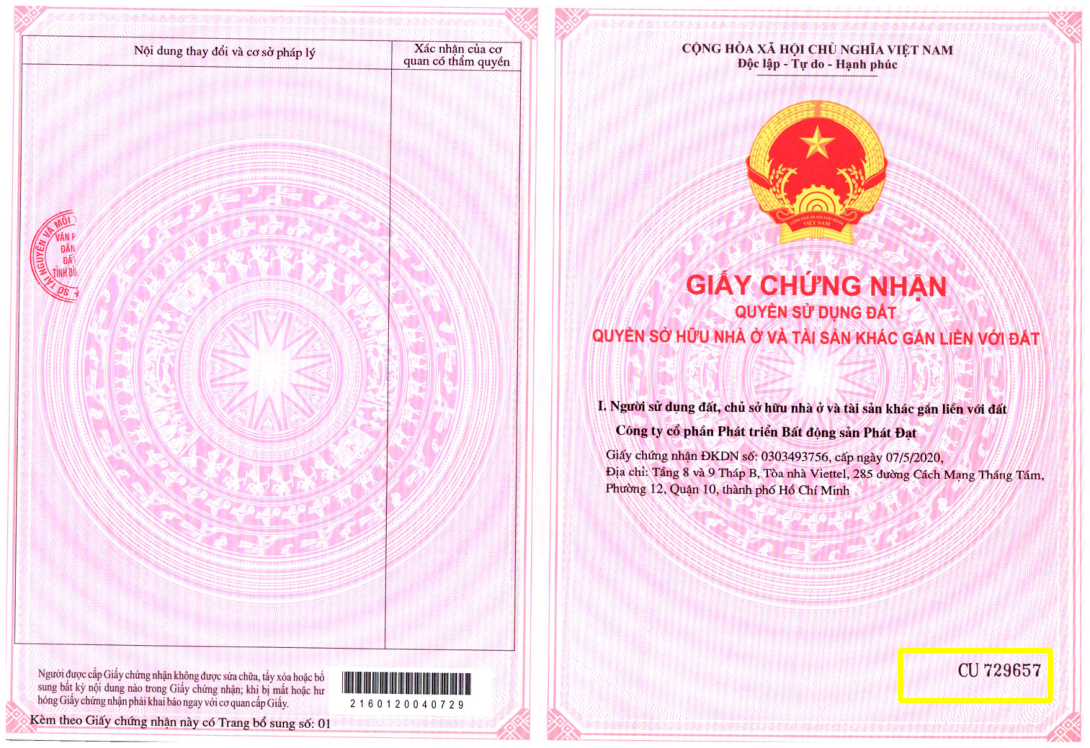 Nội dung thay đổi và cơ sở pháp lý
Xác nhận của cơ
quan có thẩm quyền
SỞ TÀI NGUYÊN VÀ MÔI T
VĂN P
ĐĂN
ĐẤ
TỈNH BÌ
Người được cấp Giấy chứng nhận không được sửa chữa, tẩy xóa hoặc bổ
sung bất kỳ nội dung nào trong Giấy chứng nhận; khi bị mất hoặc hư
hỏng Giấy chứng nhận phải khai báo ngay với cơ quan cấp Giấy.
2160120040729
Kèm theo Giấy chứng nhận này có Trang bổ sung số: 01
CỘNG HÒA XÃ HỘI CHỦ NGHĨA VIỆT NAM
Độc lập - Tự do - Hạnh phúc
CỘNG HÒA XÃ HỘI CHỦ NGHĨA
VIỆT NAM
GIẤY CHỨNG NHẬN
QUYỀN SỬ DỤNG ĐẤT
QUYỀN SỞ HỮU NHÀ Ở VÀ TÀI SẢN KHÁC GẮN LIỀN VỚI ĐẤT
I. Người sử dụng đất, chủ sở hữu nhà ở và tài sản khác gắn liền với đất
Công ty cổ phần Phát triển Bất động sản Phát Đạt
Giấy chứng nhận ĐKDN số: 0303493756, cấp ngày 07/5/2020,
Địa chỉ: Tầng 8 và 9 Tháp B, Tòa nhà Viettel, 285 đường Cách Mạng Tháng Tám,
Phường 12, Quận 10, thành phố Hồ Chí Minh
CU 729657